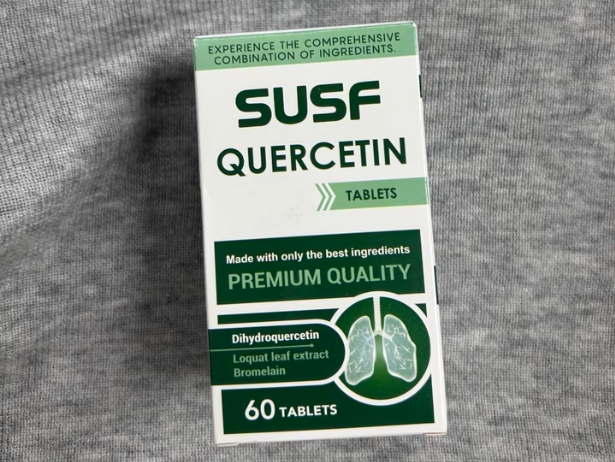 EXPERIENCE THE COMPREHENSIVE
COMBINATION OF INGREDIENTS.
SUSF
QUERCETIN
TABLETS
Made with only the best ingredients
PREMIUM QUALITY
Dihydroquercetin
Loquat leaf extract
Bromelain
60 TABLETS